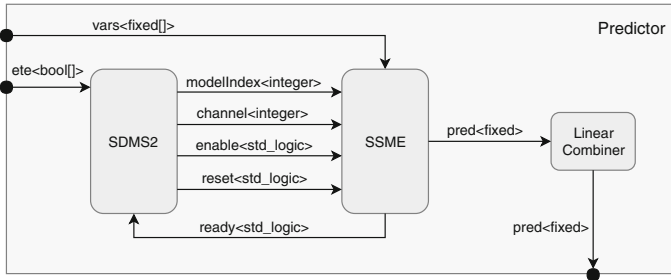 vars<fixed[]>
Predictor
ete<bool[]>
modelIndex<integer>
channel<integer>
SDMS2
enable<std_logic>
SSME
reset<std_logic>
pred<fixed>
Linear
Combiner
ready<std_logic>
pred<fixed>